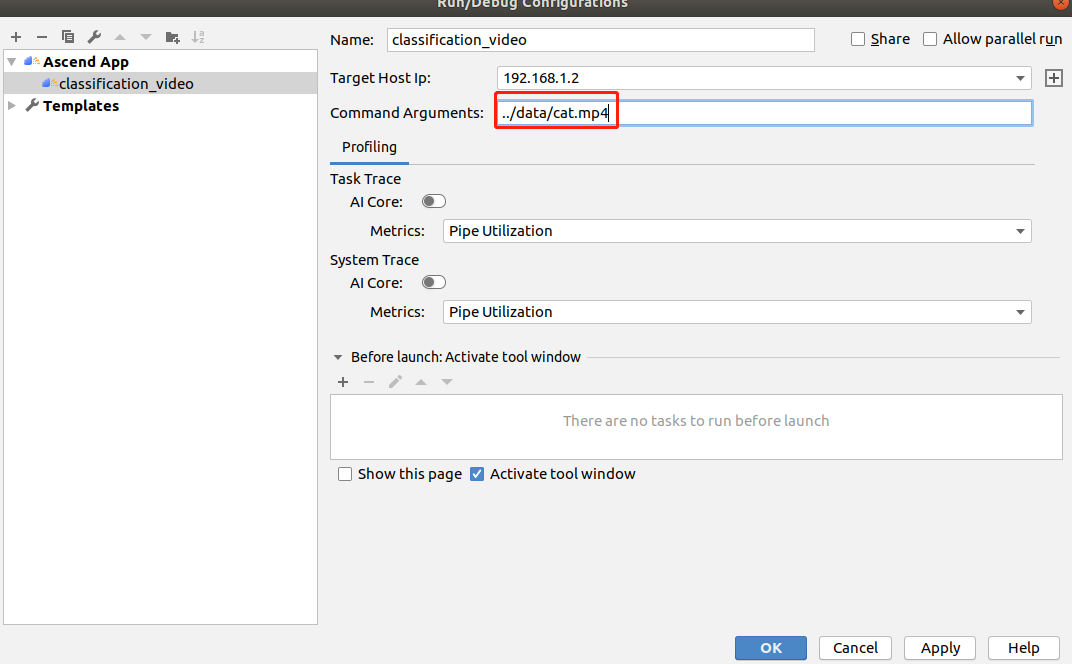 Run/Debug Configurations
Name: classification_video Share Allow parallel run
Ascend App
classification_video
Templates
Target Host Ip: 192.168.1.2
Command Arguments: ../data/cat.mp4
Profiling
Task Trace
AI Core:
Metrics: Pipe Utilization
System Trace
AI Core:
Metrics: Pipe Utilization
Before launch: Activate tool window
There are no tasks to run before launch
Show this page Activate tool window
OK Cancel Apply Help